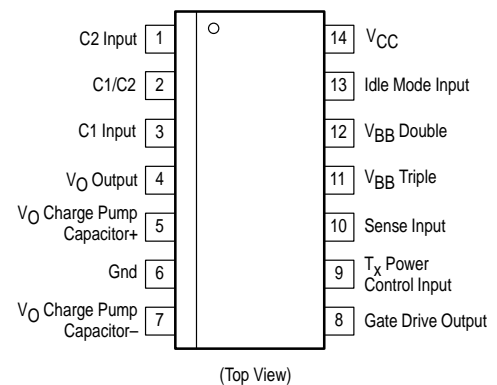 C2 Input 1
C1/C2 2
C1 Input 3
VO Output 4
VO Charge Pump
Capacitor+ 5
Gnd 6
VO Charge Pump
Capacitor– 7
14 VCC
13 Idle Mode Input
12 VBB Double
11 VBB Triple
10 Sense Input
9 Tx Power
Control Input
8 Gate Drive Output
(Top View)